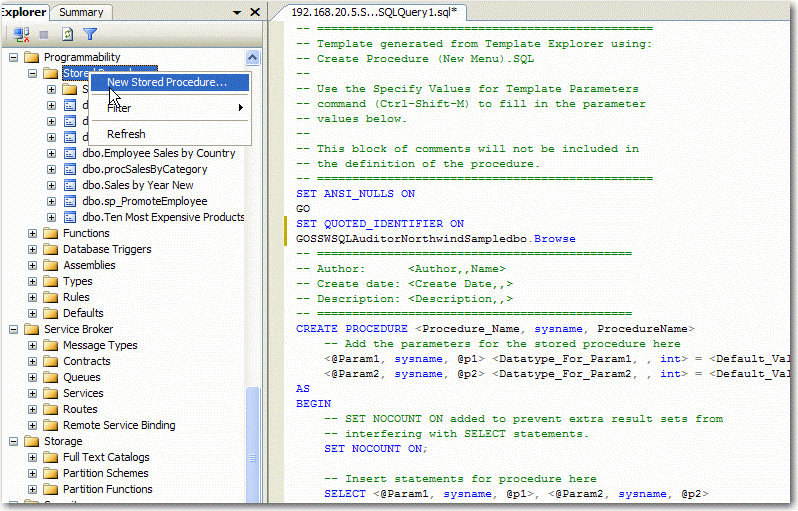 Explorer
Summary
Programmability
Stored
New Stored Procedure...
Filter
Refresh
dbo.Employee Sales by Country
dbo.procSalesByCategory
dbo.Sales by Year New
dbo.sp_PromoteEmployee
dbo.Ten Most Expensive Products
Functions
Database Triggers
Assemblies
Types
Rules
Defaults
Service Broker
Message Types
Contracts
Queues
Services
Routes
Remote Service Binding
Storage
Full Text Catalogs
Partition Schemes
Partition Functions
192.168.20.5.S...SQLQuery1.sql*
-- ================================================
-- Template generated from Template Explorer using:
-- Create Procedure (New Menu).SQL
--
-- Use the Specify Values for Template Parameters
-- command (Ctrl-Shift-M) to fill in the parameter
-- values below.
--
-- This block of comments will not be included in
-- the definition of the procedure.
-- ================================================
SET ANSI_NULLS ON
GO
SET QUOTED_IDENTIFIER ON
GOSSWSQLAuditorNorthwindSampledbo.Browse
-- =============================================
-- Author: <Author,,Name>
-- Create date: <Create Date,,>
-- Description: <Description,,>
-- =============================================
CREATE PROCEDURE <Procedure_Name, sysname, ProcedureName>
-- Add the parameters for the stored procedure here
<@Param1, sysname, @p1> <Datatype_For_Param1, , int> = <Default_Val
<@Param2, sysname, @p2> <Datatype_For_Param2, , int> = <Default_Val
AS
BEGIN
-- SET NOCOUNT ON added to prevent extra result sets from
-- interfering with SELECT statements.
SET NOCOUNT ON;
-- Insert statements for procedure here
SELECT <@Param1, sysname, @p1>, <@Param2, sysname, @p2>